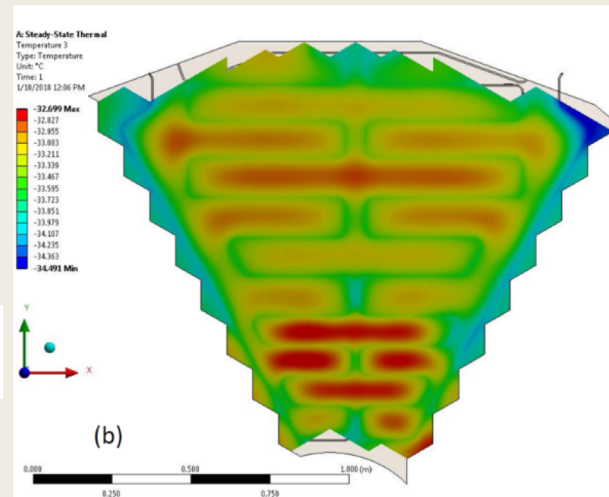 A: Steady-State Thermal
Temperature 3
Type: Temperature
Unit: °C
Time: 1
1/18/2018 12:06 PM
-32.699 Max
-32.827
-32.955
-33.083
-33.211
-33.339
-33.467
-33.595
-33.723
-33.851
-33.979
-34.107
-34.235
-34.363
-34.491 Min
Y
X
(b)
0.000 0.500 1.000 (m)
0.250 0.750